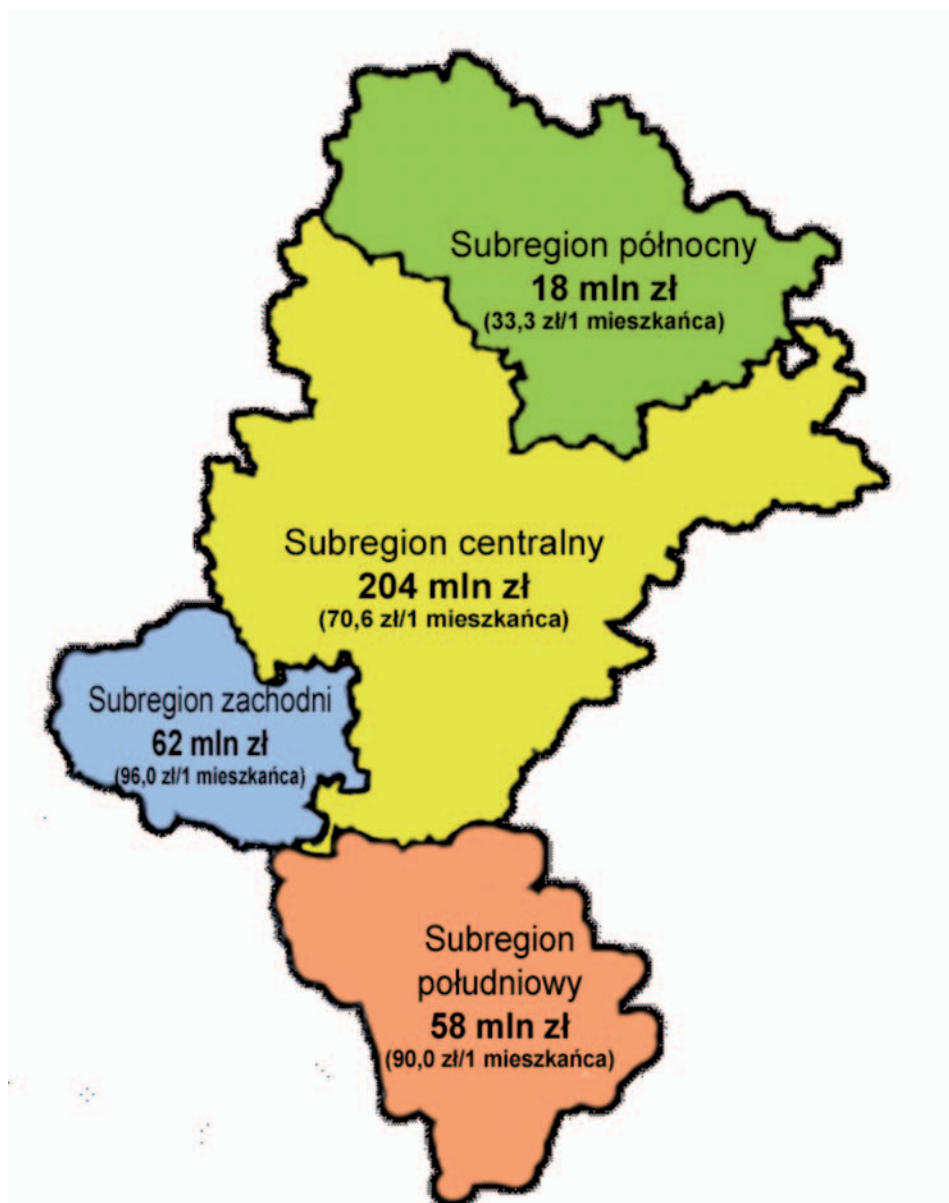 Subregion północny
18 mln zł
(33,3 zł/1 mieszkańca)
Subregion centralny
204 mln zł
(70,6 zł/1 mieszkańca)
Subregion zachodni
62 mln zł
(96,0 zł/1 mieszkańca)
Subregion
południowy
58 mln zł
(90,0 zł/1 mieszkańca)